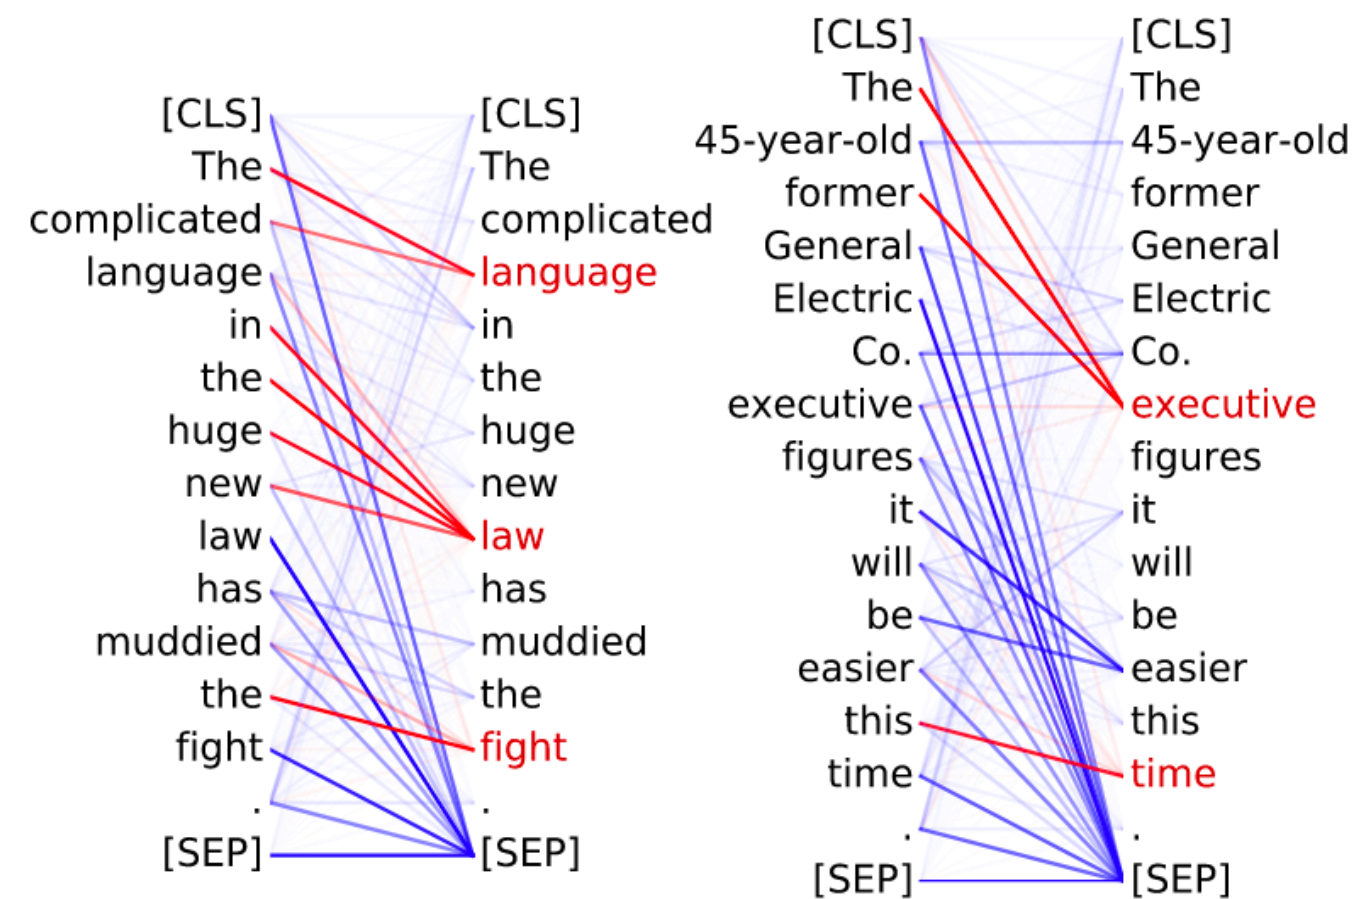 [CLS] [CLS]
The The
complicated complicated
language language
in in
the the
huge huge
new new
law law
has has
muddied muddied
the the
fight fight
. .
[SEP] [SEP]
[CLS] [CLS]
The The
45-year-old 45-year-old
former former
General General
Electric Electric
Co. Co.
executive executive
figures figures
it it
will will
be be
easier easier
this this
time time
. .
[SEP] [SEP]